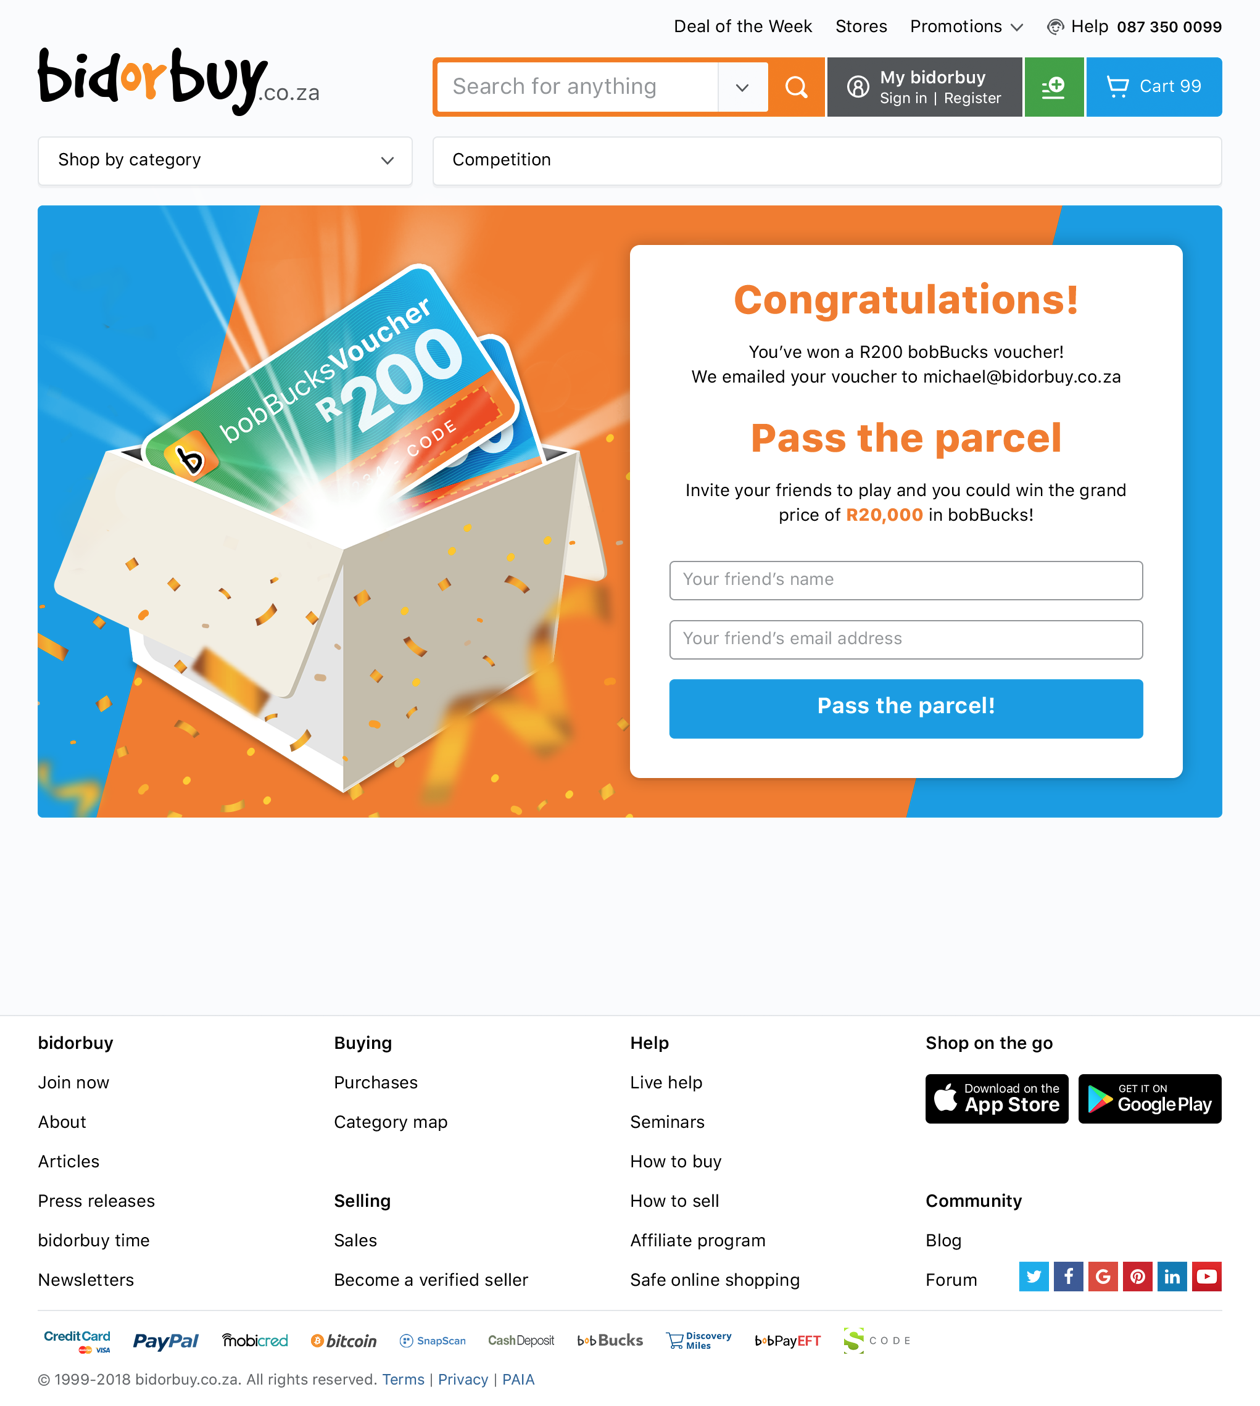 Deal of the Week Stores Promotions Help 087 350 0099
bidorbuy.co.za
Search for anything
My bidorbuy
Sign in | Register
Cart 99
Shop by category
Competition
bobBucksVoucher
R200
CODE
b
Congratulations!
You’ve won a R200 bobBucks voucher!
We emailed your voucher to michael@bidorbuy.co.za
Pass the parcel
Invite your friends to play and you could win the grand
price of R20,000 in bobBucks!
Your friend’s name
Your friend’s email address
Pass the parcel!
bidorbuy
Join now
About
Articles
Press releases
bidorbuy time
Newsletters
Buying
Purchases
Category map
Selling
Sales
Become a verified seller
Help
Live help
Seminars
How to buy
How to sell
Affiliate program
Safe online shopping
Shop on the go
Download on the
App Store
GET IT ON
Google Play
Community
Blog
Forum
Credit Card
VISA
PayPal
mobicred
bitcoin
SnapScan
CashDeposit
bobBucks
Discovery
Miles
bobPayEFT
S CODE
© 1999-2018 bidorbuy.co.za. All rights reserved. Terms | Privacy | PAIA